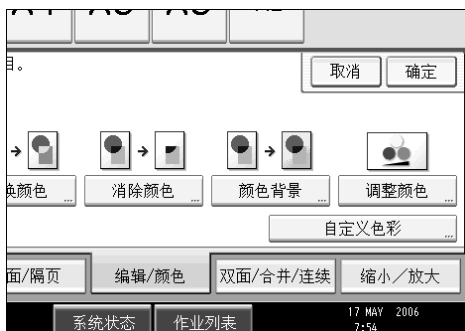 目。
取消 确定
换颜色 消除颜色 颜色背景 调整颜色
自定义色彩
面/隔页 编辑/颜色 双面/合并/连续 缩小／放大
系统状态 作业列表 17 MAY 2006
7:54